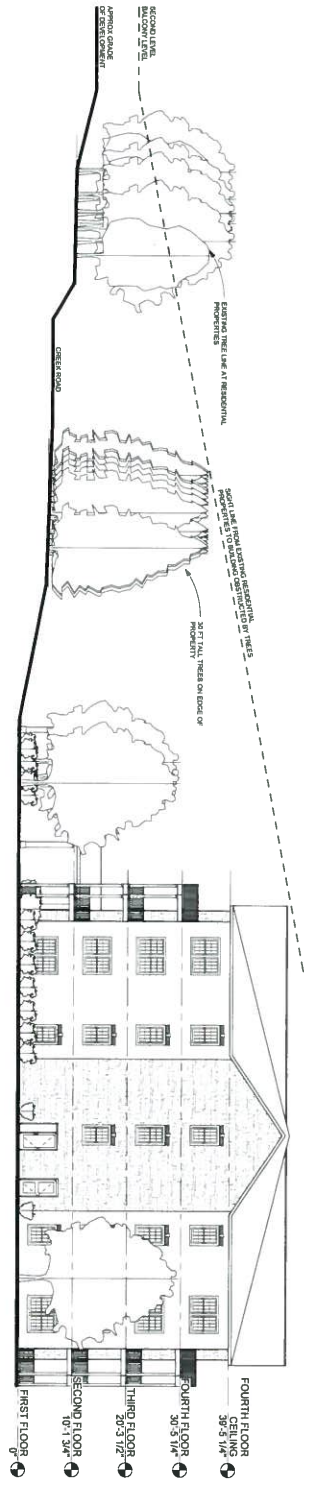 SECOND LEVEL
BALCONY LEVEL
APPROX GRADE
OF DEVELOPMENT
EXISTING TREE LINE AT RESIDENTIAL
PROPERTIES
CREEK ROAD
SIGHT LINE FROM EXISTING RESIDENTIAL
PROPERTIES TO BUILDING OBSTRUCTED BY TREES
30 FT TALL TREES ON EDGE OF
PROPERTY
FOURTH FLOOR
CEILING
39'-5 1/4"
FOURTH FLOOR
30'-5 1/4"
THIRD FLOOR
20'-3 1/2"
SECOND FLOOR
10'-1 3/4"
FIRST FLOOR
0"